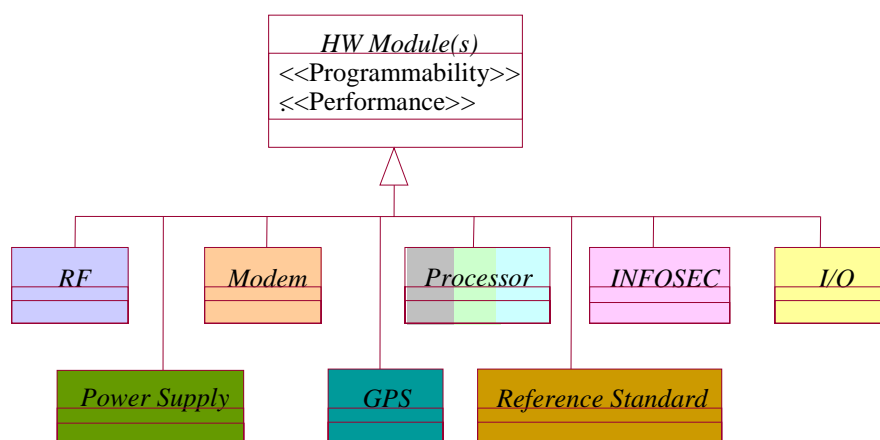 HW Module(s)
<<Programmability>>
:<<Performance>>
RF
Modem
Processor
INFOSEC
I/O
Power Supply
GPS
Reference Standard